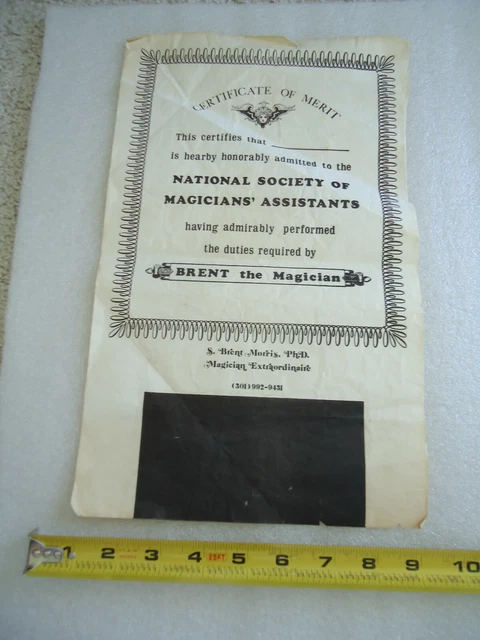 CERTIFICATE OF MERIT
This certifies that
is hearby honorably admitted to the
NATIONAL SOCIETY OF
MAGICIANS' ASSISTANTS
having admirably performed
the duties required by
BRENT the Magician
S. Brent Morris, Ph.D.
Magician Extraordinaire
(301) 992-9431
1 2 3 4 25FT 5 6 7 8 9 10